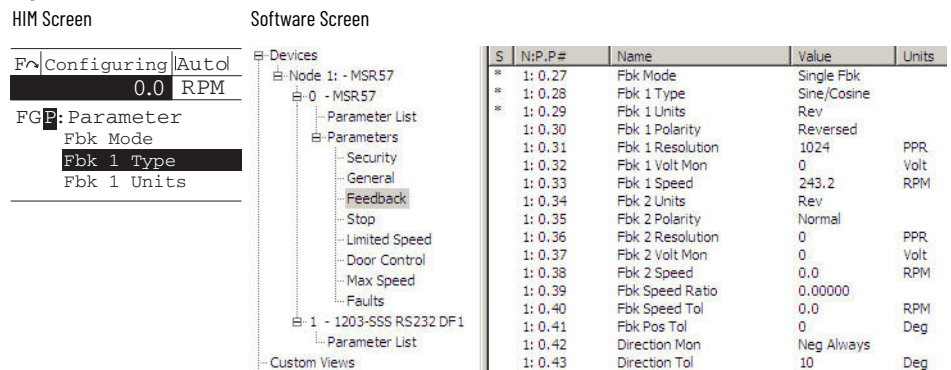 HIM Screen
Software Screen
F Configuring Auto
0.0 RPM
FGP: Parameter
Fbk Mode
Fbk 1 Type
Fbk 1 Units
Devices
Node 1: - MSR57
0 - MSR57
Parameter List
Parameters
Security
General
Feedback
Stop
Limited Speed
Door Control
Max Speed
Faults
1 - 1203-SSS RS232 DF1
Parameter List
Custom Views
S N:P.P# Name Value Units
* 1: 0.27 Fbk Mode Single Fbk
* 1: 0.28 Fbk 1 Type Sine/Cosine
* 1: 0.29 Fbk 1 Units Rev
1: 0.30 Fbk 1 Polarity Reversed
1: 0.31 Fbk 1 Resolution 1024 PPR
1: 0.32 Fbk 1 Volt Mon 0 Volt
1: 0.33 Fbk 1 Speed 243.2 RPM
1: 0.34 Fbk 2 Units Rev
1: 0.35 Fbk 2 Polarity Normal
1: 0.36 Fbk 2 Resolution 0 PPR
1: 0.37 Fbk 2 Volt Mon 0 Volt
1: 0.38 Fbk 2 Speed 0.0 RPM
1: 0.39 Fbk Speed Ratio 0.00000
1: 0.40 Fbk Speed Tol 0.0 RPM
1: 0.41 Fbk Pos Tol 0 Deg
1: 0.42 Direction Mon Neg Always
1: 0.43 Direction Tol 10 Deg